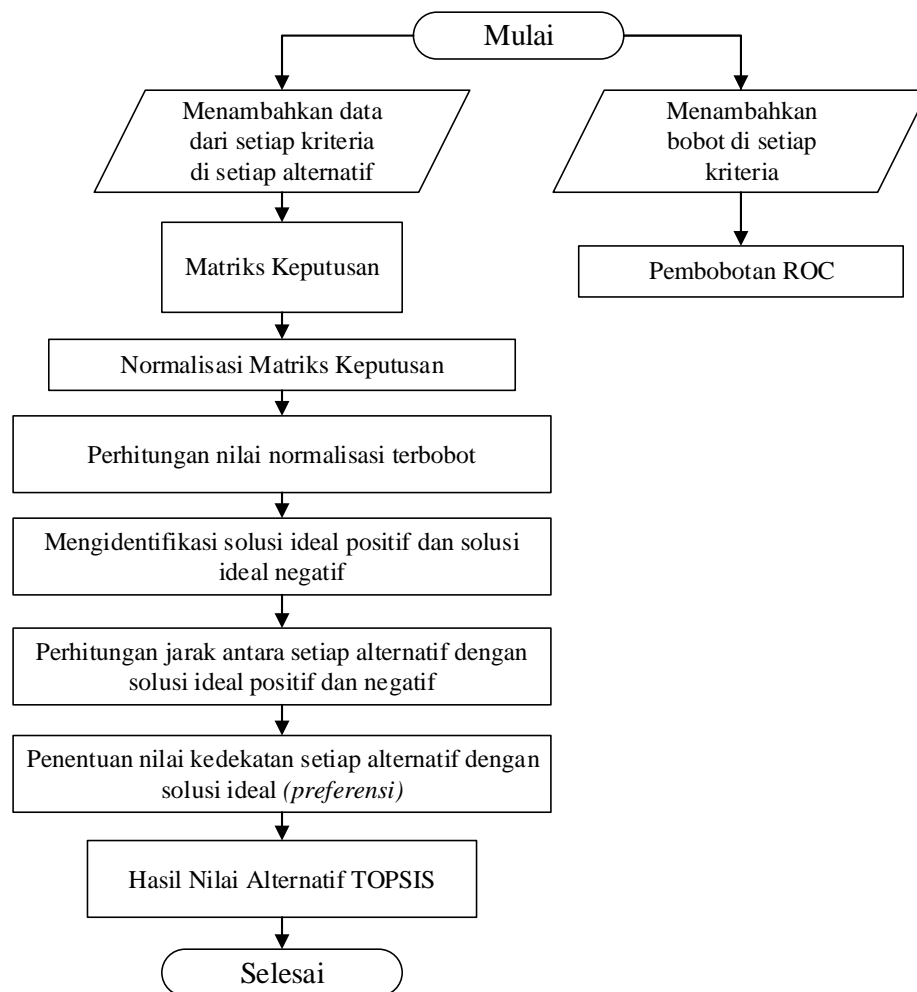 Mulai
Menambahkan data
dari setiap kriteria
di setiap alternatif
Menambahkan
bobot di setiap
kriteria
Matriks Keputusan
Pembobotan ROC
Normalisasi Matriks Keputusan
Perhitungan nilai normalisasi terbobot
Mengidentifikasi solusi ideal positif dan solusi
ideal negatif
Perhitungan jarak antara setiap alternatif dengan
solusi ideal positif dan negatif
Penentuan nilai kedekatan setiap alternatif dengan
solusi ideal (preferensi)
Hasil Nilai Alternatif TOPSIS
Selesai